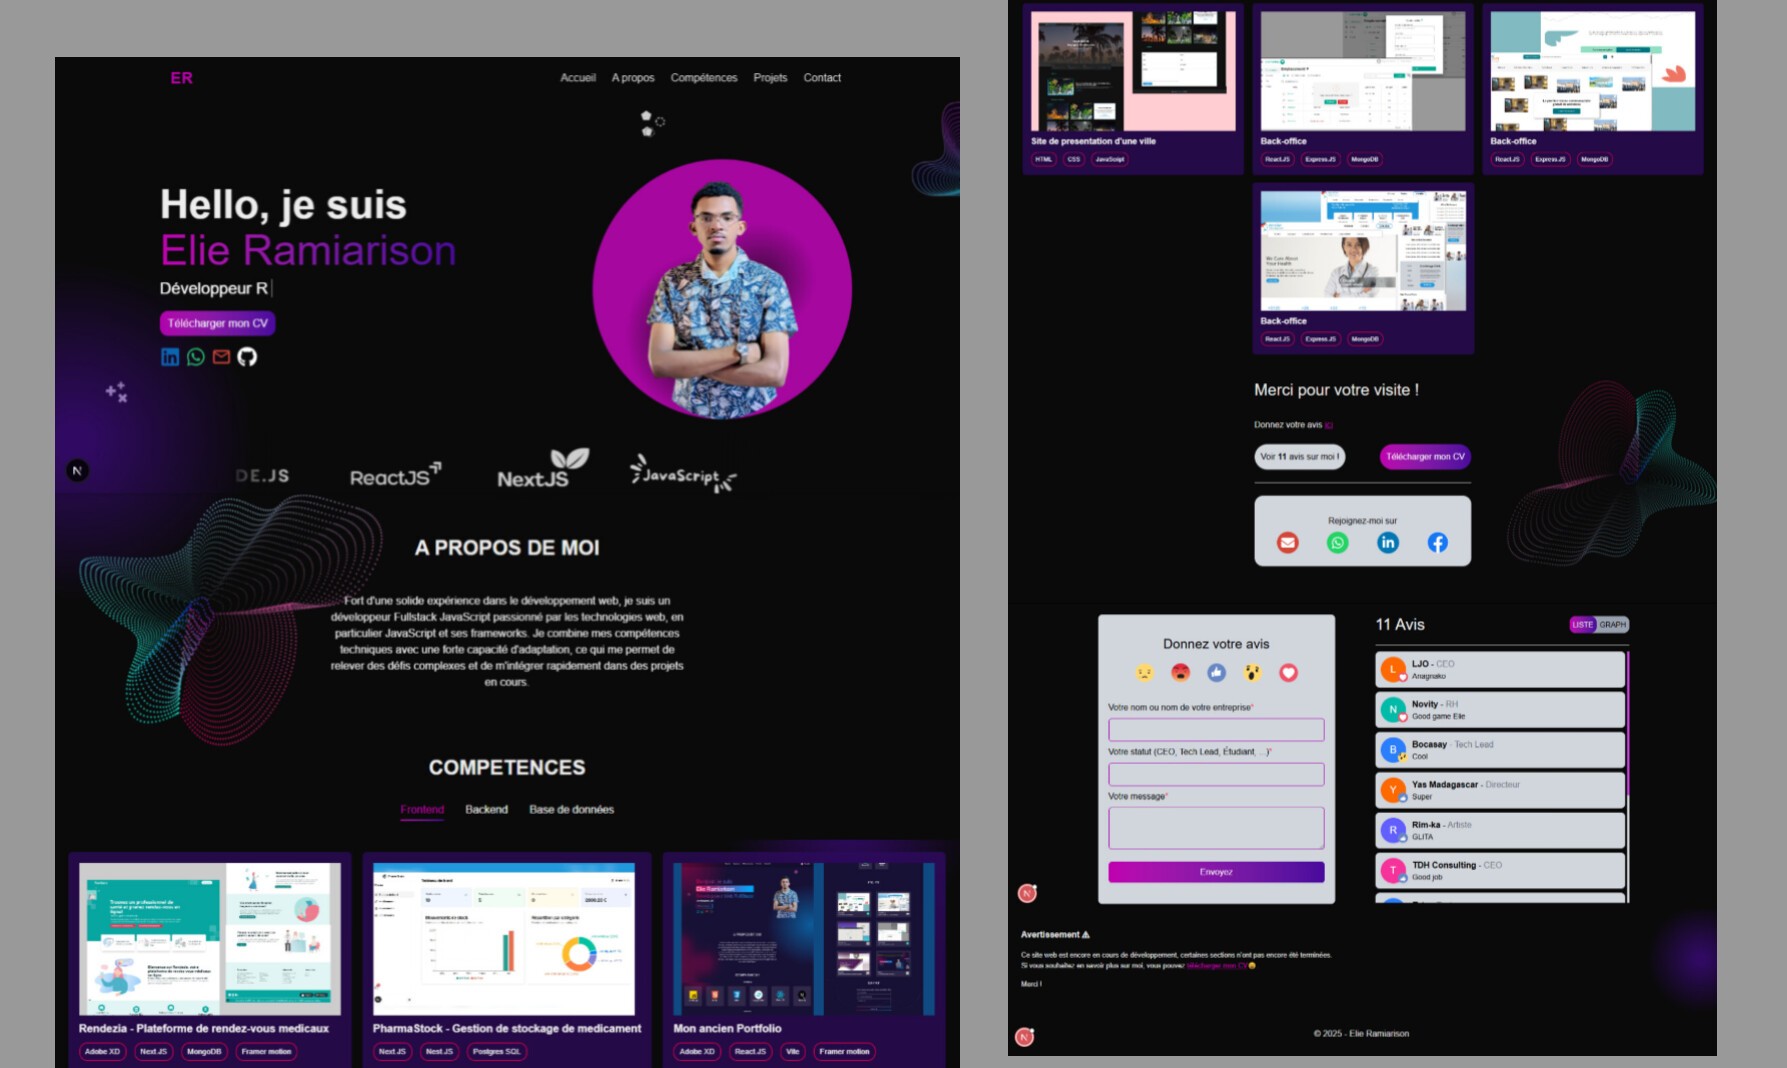 ER
Accueil A propos Compétences Projets Contact
Hello, je suis
Elie Ramiarison
Développeur R
Télécharger mon CV
N
DE.JS ReactJS NextJS JavaScript
A PROPOS DE MOI
Fort d'une solide expérience dans le développement web, je suis un
développeur Fullstack JavaScript passionné par les technologies web, en
particulier JavaScript et ses frameworks. Je combine mes compétences
techniques avec une forte capacité d'adaptation, ce qui me permet de
relever des défis complexes et de m'intégrer rapidement dans des projets
en cours.
COMPETENCES
Frontend Backend Base de données
Rendezia - Plateforme de rendez-vous medicaux
Adobe XD Next.JS MongoDB Framer motion
PharmaStock - Gestion de stockage de medicament
Next.JS Nest.JS Postgres SQL
Mon ancien Portfolio
Adobe XD React.JS Vite Framer motion
Site de presentation d'une ville
HTML CSS JavaScript
Back-office
React.JS Express.JS MongoDB
Back-office
React.JS Express.JS MongoDB
We Care About
Your Health
Back-office
React.JS Express.JS MongoDB
Merci pour votre visite !
Donnez votre avis ici
Voir 11 avis sur moi ! Télécharger mon CV
Rejoignez-moi sur
Donnez votre avis
Votre nom ou nom de votre entreprise*
Votre statut (CEO, Tech Lead, Étudiant, ...)*
Votre message*
Envoyez
11 Avis LISTE GRAPH
L LJO - CEO
Anagnako
N Novity - RH
Good game Elie
B Bocasay - Tech Lead
Cool
Y Yas Madagascar - Directeur
Super
R Rim-ka - Artiste
GLITA
T TDH Consulting - CEO
Good job
N
Avertissement ⚠
Ce site web est encore en cours de développement, certaines sections n'ont pas encore été terminées.
Si vous souhaitez en savoir plus sur moi, vous pouvez télécharger mon CV
Merci !
N
© 2025 - Elie Ramiarison